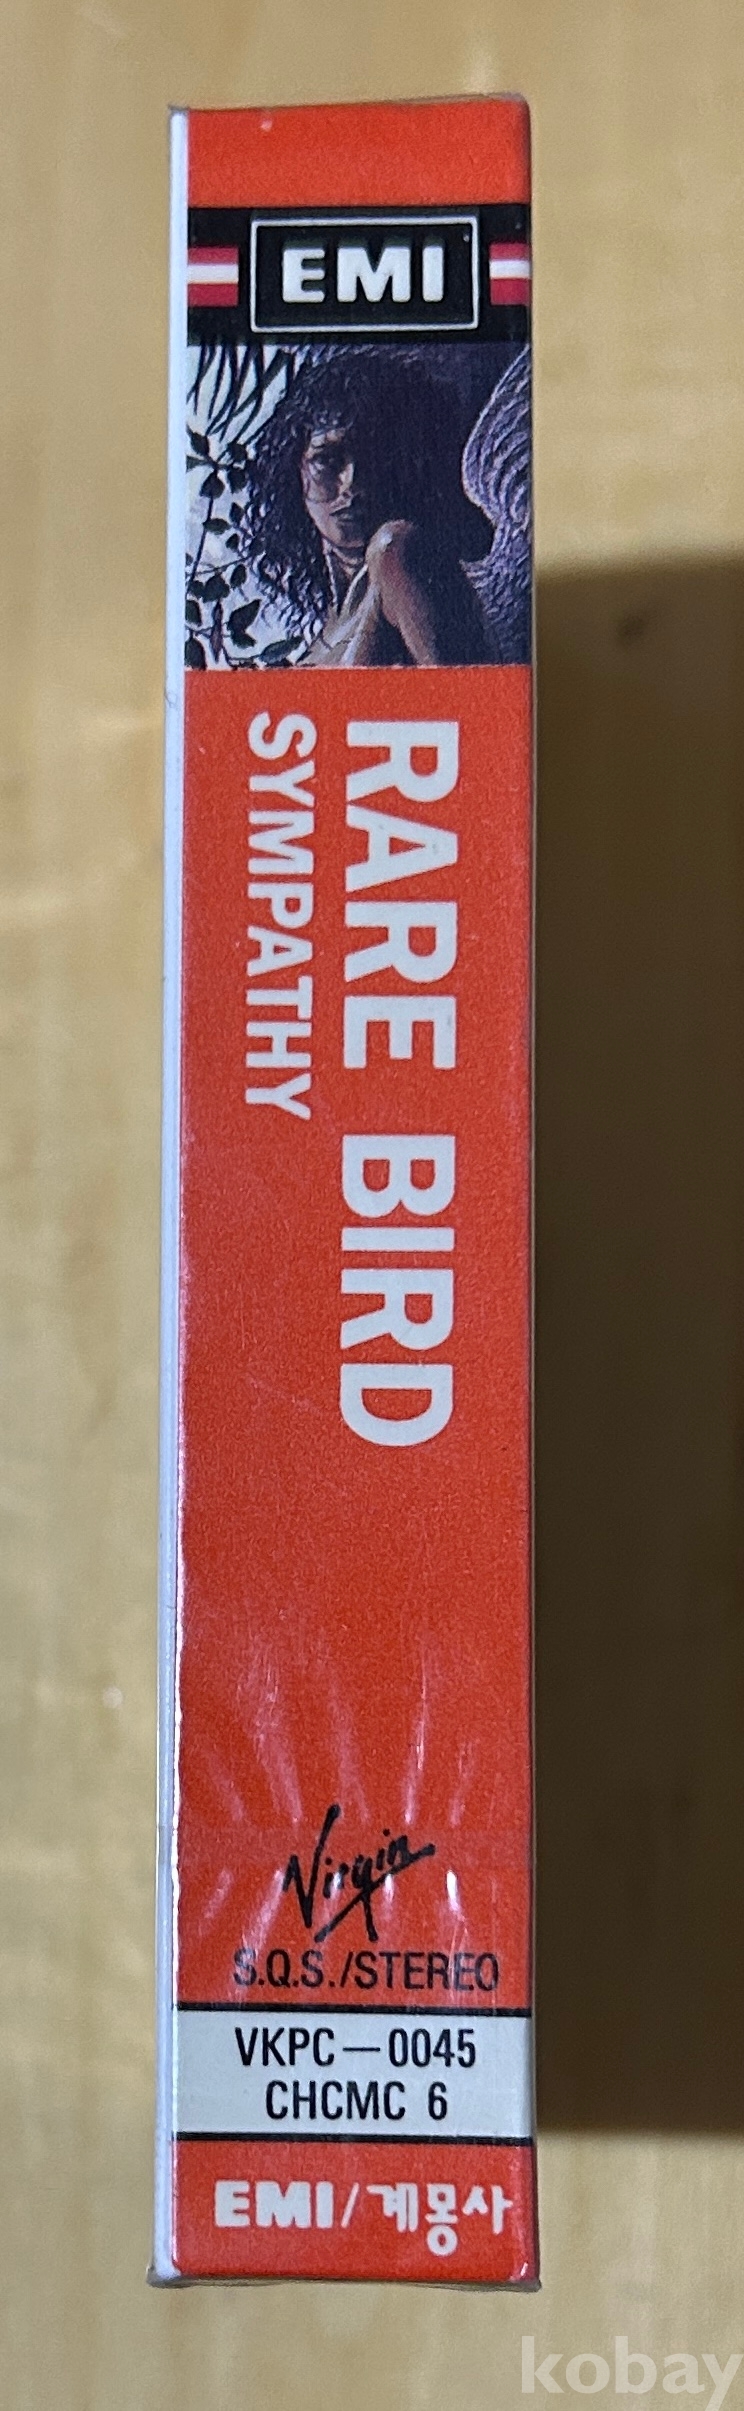 EMI
RARE BIRD
SYMPATHY
Virgin
S.Q.S./STEREO
VKPC-0045
CHCMC 6
EMI/계몽사
kobay